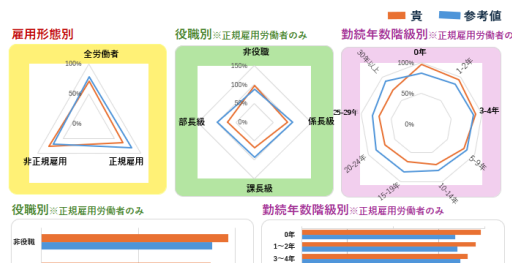 貴 参考値
雇用形態別
役職別※正規雇用労働者のみ
勤続年数階級別※正規雇用労働者のみ
全労働者
100%
50%
0%
非正規雇用
正規雇用
非役職
150%
100%
50%
0%
部長級
係長級
課長級
0年
100%
50%
0%
1-2年
3-4年
5-9年
10-14年
15-19年
20-24年
25-29年
30年以上
役職別※正規雇用労働者のみ
勤続年数階級別※正規雇用労働者のみ
非役職
0年
1～2年
3～4年